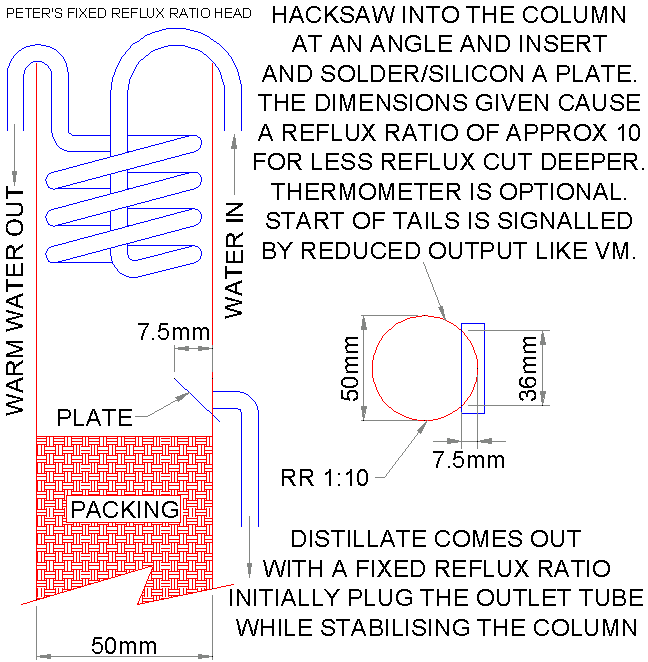 PETER'S FIXED REFLUX RATIO HEAD
HACKSAW INTO THE COLUMN
AT AN ANGLE AND INSERT
AND SOLDER/SILICON A PLATE.
THE DIMENSIONS GIVEN CAUSE
A REFLUX RATIO OF APPROX 10
FOR LESS REFLUX CUT DEEPER.
THERMOMETER IS OPTIONAL.
START OF TAILS IS SIGNALLED
BY REDUCED OUTPUT LIKE VM.
WARM WATER OUT
WATER IN
7.5mm
PLATE
PACKING
50mm
50mm
36mm
7.5mm
RR 1:10
DISTILLATE COMES OUT
WITH A FIXED REFLUX RATIO
INITIALLY PLUG THE OUTLET TUBE
WHILE STABILISING THE COLUMN